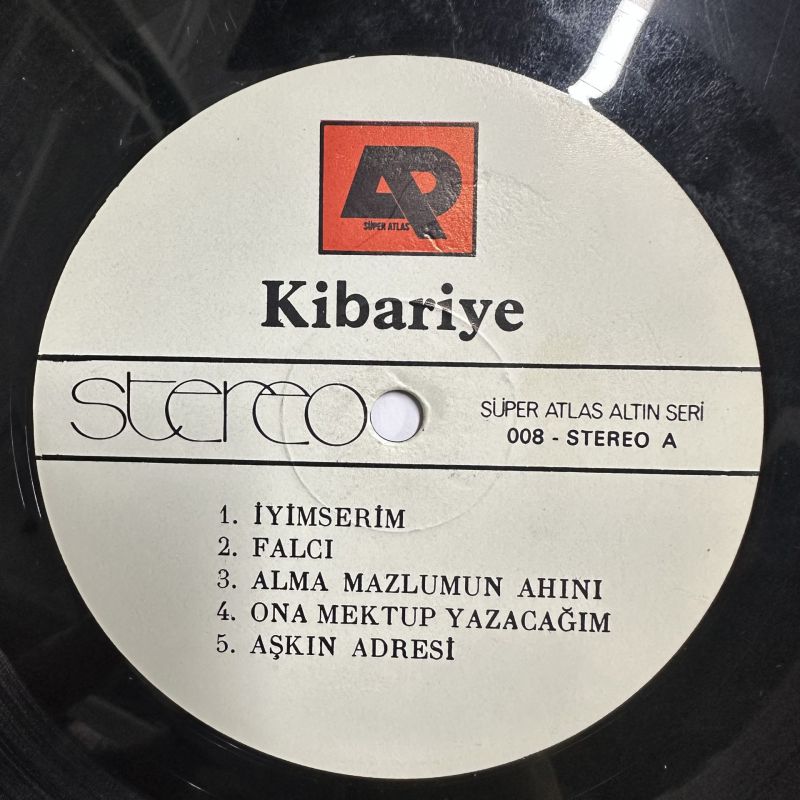 AP
SÜPER ATLAS
Kibariye
stereo
SÜPER ATLAS ALTIN SERİ
008 - STEREO A
1. İYİMSERİM
2. FALCI
3. ALMA MAZLUMUN AHINI
4. ONA MEKTUP YAZACAĞIM
5. AŞKIN ADRESİ